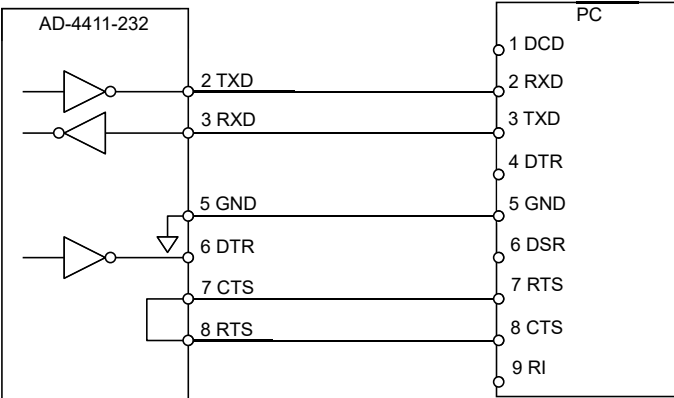 AD-4411-232
PC
1 DCD
2 TXD
2 RXD
3 RXD
3 TXD
4 DTR
5 GND
5 GND
6 DTR
6 DSR
7 CTS
7 RTS
8 RTS
8 CTS
9 RI